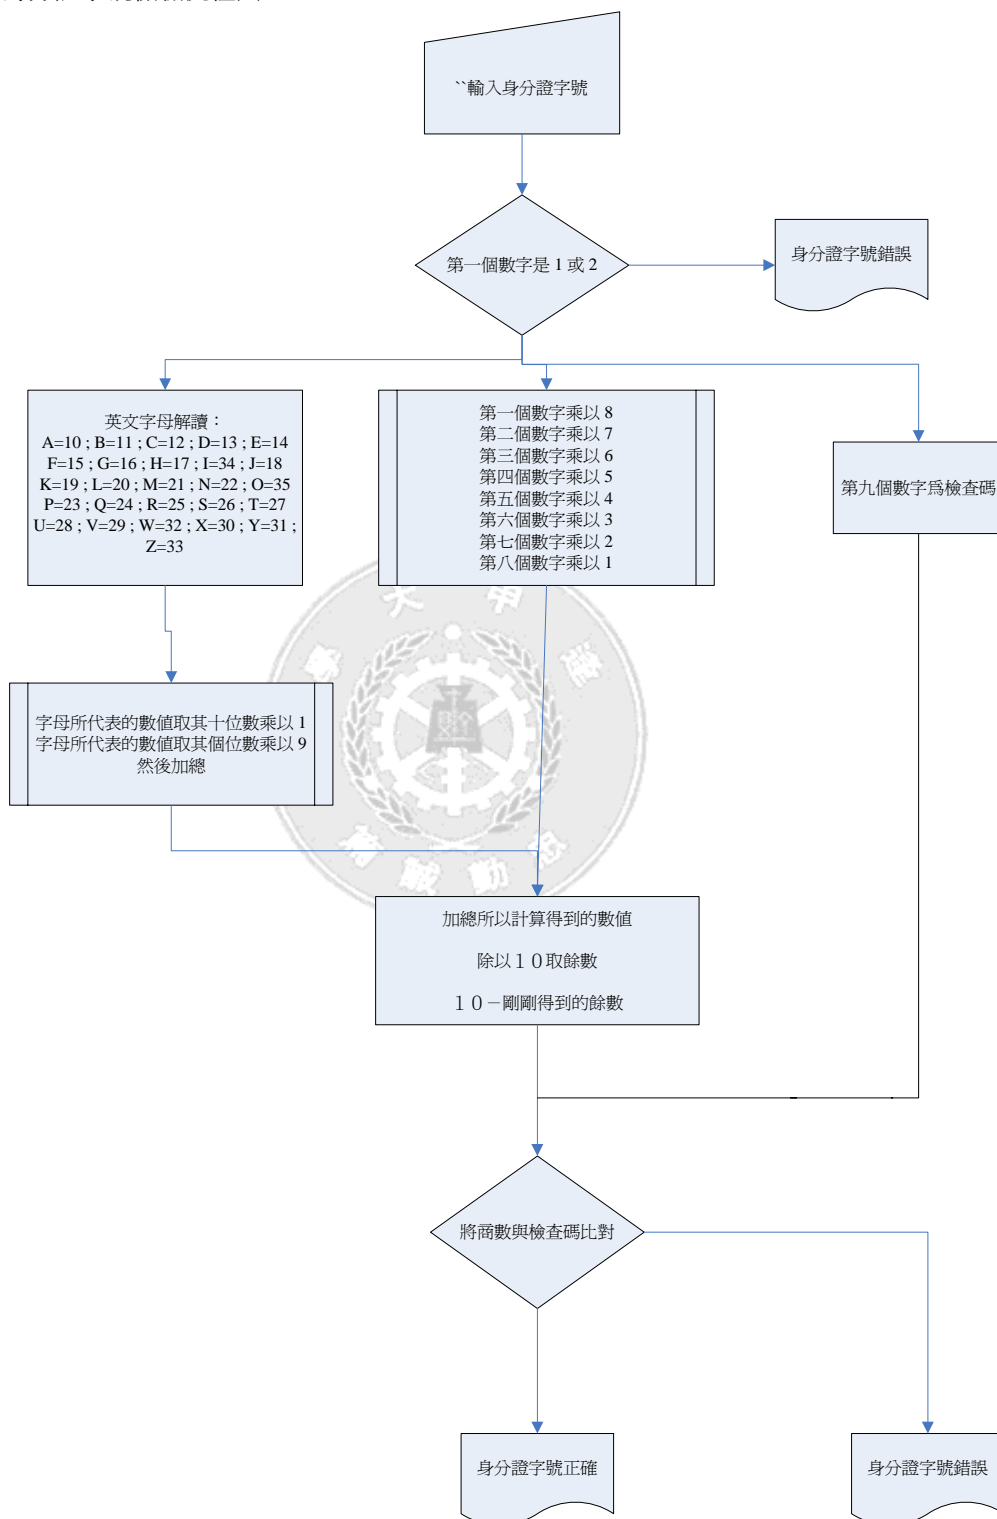 ``輸入身分證字號
第一個數字是 1 或 2
身分證字號錯誤
英文字母解讀：
A=10 ; B=11 ; C=12 ; D=13 ; E=14
F=15 ; G=16 ; H=17 ; I=34 ; J=18
K=19 ; L=20 ; M=21 ; N=22 ; O=35
P=23 ; Q=24 ; R=25 ; S=26 ; T=27
U=28 ; V=29 ; W=32 ; X=30 ; Y=31 ;
Z=33
第一個數字乘以 8
第二個數字乘以 7
第三個數字乘以 6
第四個數字乘以 5
第五個數字乘以 4
第六個數字乘以 3
第七個數字乘以 2
第八個數字乘以 1
第九個數字爲檢查碼
字母所代表的數值取其十位數乘以 1
字母所代表的數值取其個位數乘以 9
然後加總
加總所以計算得到的數值
除以１０取餘數
１０－剛剛得到的餘數
將商數與檢查碼比對
身分證字號正確
身分證字號錯誤